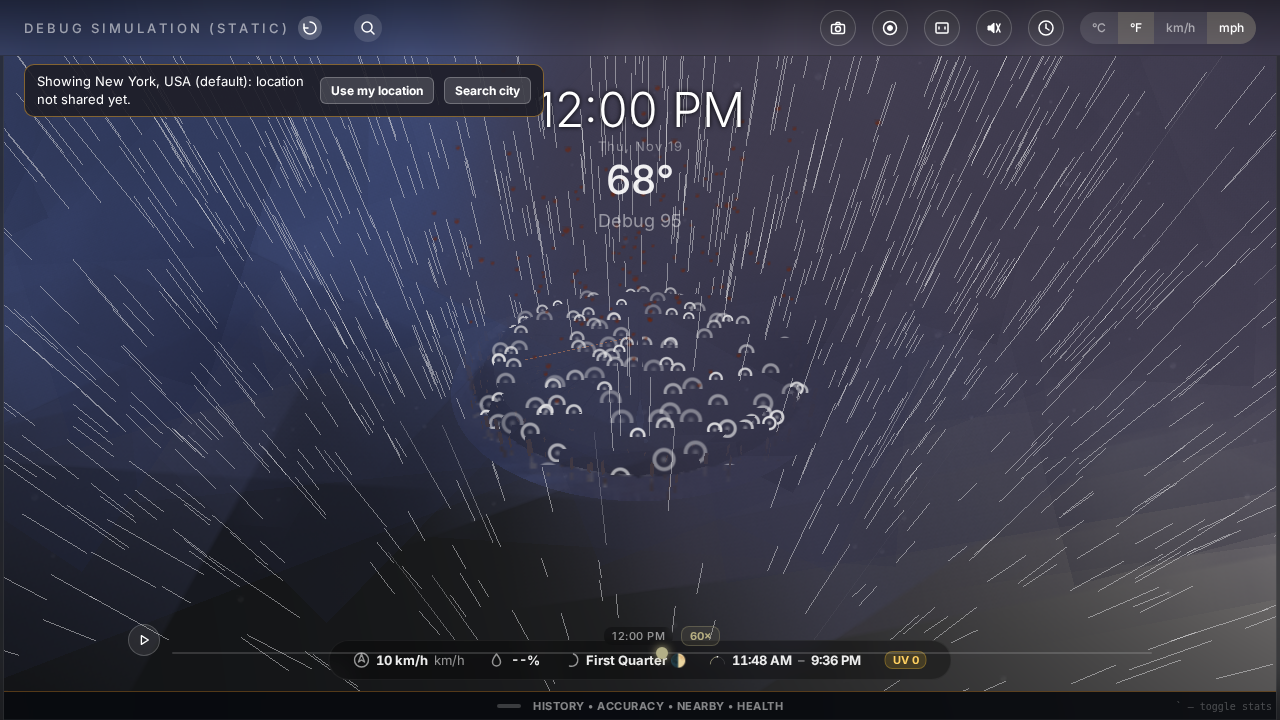 DEBUG SIMULATION (STATIC)
°C °F km/h mph
Showing New York, USA (default): location
not shared yet.
Use my location
Search city
12:00 PM
Thu, Nov 19
68°
Debug 95
12:00 PM 60×
10 km/h km/h --% First Quarter 11:48 AM – 9:36 PM UV 0
HISTORY • ACCURACY • NEARBY • HEALTH
` — toggle stats